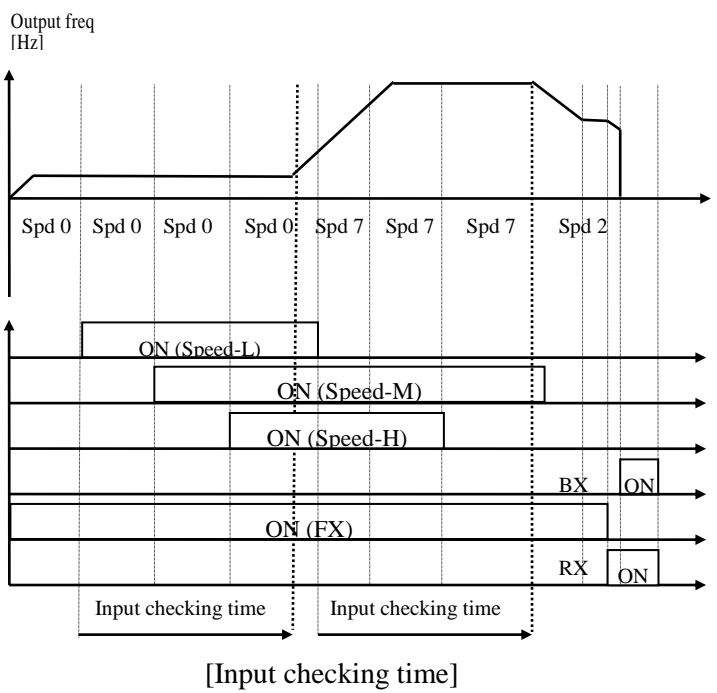 Output freq
[Hz]
Spd 0 Spd 0 Spd 0 Spd 0 Spd 7 Spd 7 Spd 7 Spd 2
ON (Speed-L)
ON (Speed-M)
ON (Speed-H)
BX ON
ON (FX)
RX ON
Input checking time Input checking time
[Input checking time]